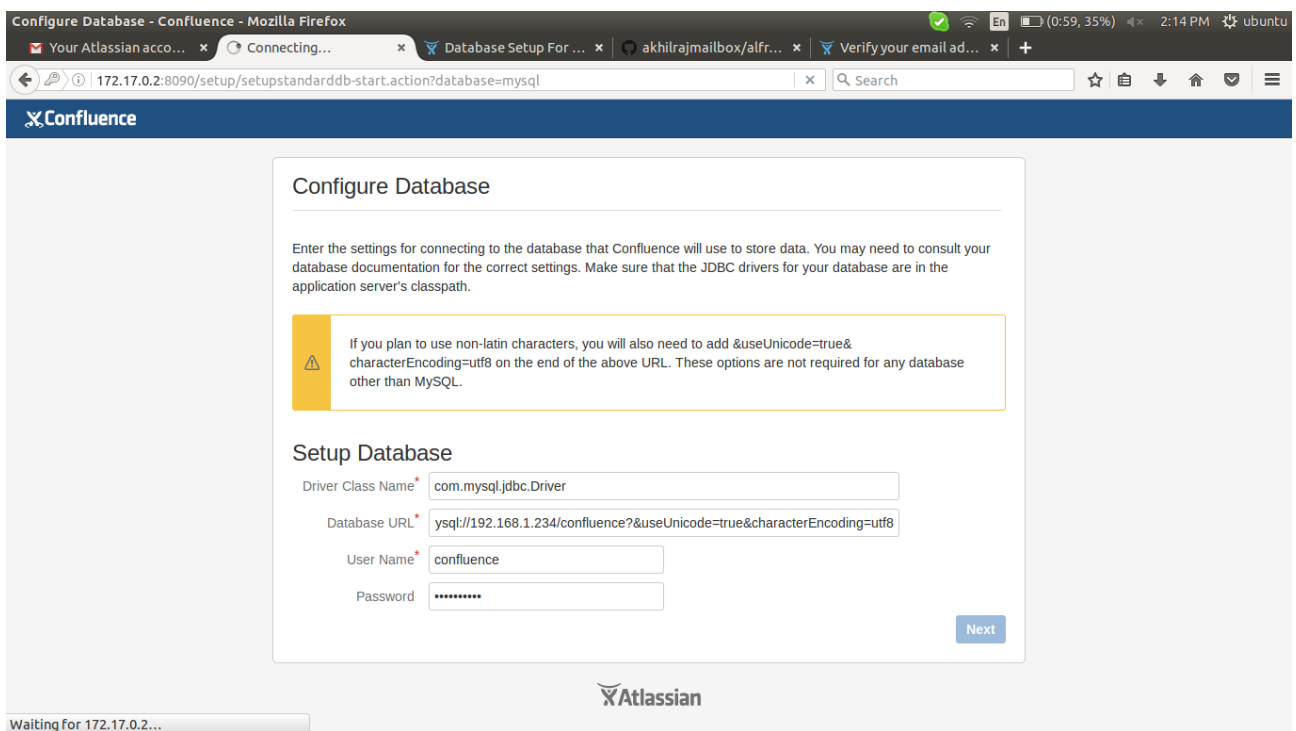 Configure Database - Confluence - Mozilla Firefox
En (0:59, 35%) 2:14 PM ubuntu
Your Atlassian acco... × Connecting... × Database Setup For ... × akhilrajmailbox/alfr... × Verify your email ad... × +
172.17.0.2:8090/setup/setupstandarddb-start.action?database=mysql × Search
Confluence
Configure Database
Enter the settings for connecting to the database that Confluence will use to store data. You may need to consult your
database documentation for the correct settings. Make sure that the JDBC drivers for your database are in the
application server's classpath.
If you plan to use non-latin characters, you will also need to add &useUnicode=true&
characterEncoding=utf8 on the end of the above URL. These options are not required for any database
other than MySQL.
Setup Database
Driver Class Name* com.mysql.jdbc.Driver
Database URL* ysql://192.168.1.234/confluence?&useUnicode=true&characterEncoding=utf8
User Name* confluence
Password ••••••••••
Next
Atlassian
Waiting for 172.17.0.2...